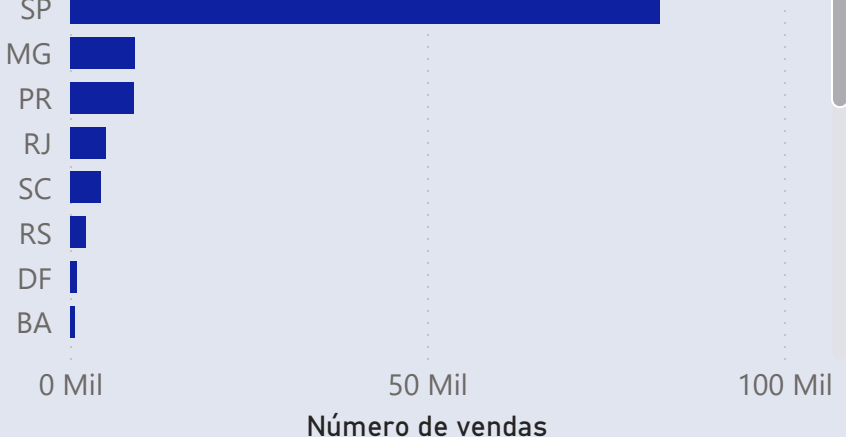 SP
MG
PR
RJ
SC
RS
DF
BA
0 Mil 50 Mil 100 Mil
Número de vendas